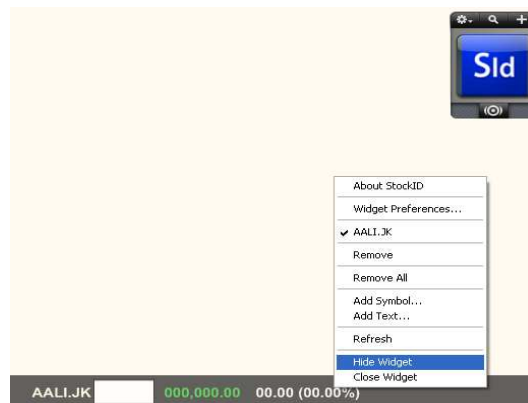 SId
About StockID
Widget Preferences...
AALI.JK
Remove
Remove All
Add Symbol...
Add Text...
Refresh
Hide Widget
Close Widget
AALI.JK 000,000.00 00.00 (00.00%)